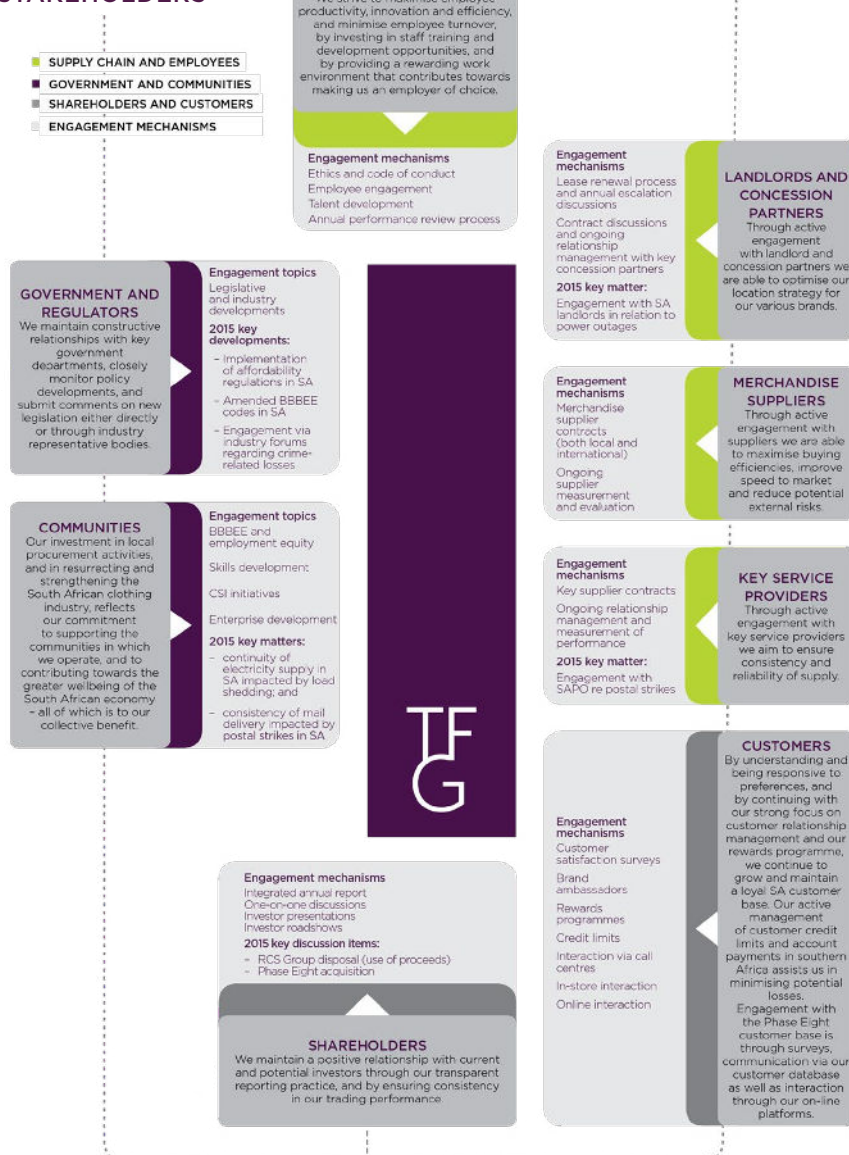 STAKEHOLDERS
We strive to maximise employee
productivity, innovation and efficiency,
and minimise employee turnover,
by investing in staff training and
development opportunities, and
by providing a rewarding work
environment that contributes towards
making us an employer of choice.
SUPPLY CHAIN AND EMPLOYEES
GOVERNMENT AND COMMUNITIES
SHAREHOLDERS AND CUSTOMERS
ENGAGEMENT MECHANISMS
Engagement mechanisms
Ethics and code of conduct
Employee engagement
Talent development
Annual performance review process
Engagement
mechanisms
Lease renewal process
and annual escalation
discussions
Contract discussions
and ongoing
relationship
management with key
concession partners
2015 key matter:
Engagement with SA
landlords in relation to
power outages
LANDLORDS AND
CONCESSION
PARTNERS
Through active
engagement
with landlord and
concession partners we
are able to optimise our
location strategy for
our various brands.
GOVERNMENT AND
REGULATORS
We maintain constructive
relationships with key
government
departments, closely
monitor policy
developments, and
submit comments on new
legislation either directly
or through industry
representative bodies.
Engagement topics
Legislative
and industry
developments
2015 key
developments:
– Implementation
of affordability
regulations in SA
– Amended BBBEE
codes in SA
– Engagement via
industry forums
regarding crime-
related losses
Engagement
mechanisms
Merchandise
supplier
contracts
(both local and
international)
Ongoing
supplier
measurement
and evaluation
MERCHANDISE
SUPPLIERS
Through active
engagement with
suppliers we are able
to maximise buying
efficiencies, improve
speed to market
and reduce potential
external risks.
COMMUNITIES
Our investment in local
procurement activities,
and in resurrecting and
strengthening the
South African clothing
industry, reflects
our commitment
to supporting the
communities in which
we operate, and to
contributing towards the
greater wellbeing of the
South African economy
– all of which is to our
collective benefit.
Engagement topics
BBBEE and
employment equity
Skills development
CSI initiatives
Enterprise development
2015 key matters:
– continuity of
electricity supply in
SA impacted by load
shedding; and
– consistency of mail
delivery impacted by
postal strikes in SA
Engagement
mechanisms
Key supplier contracts
Ongoing relationship
management and
measurement of
performance
2015 key matter:
Engagement with
SAPO re postal strikes
KEY SERVICE
PROVIDERS
Through active
engagement with
key service providers
we aim to ensure
consistency and
reliability of supply.
TFG
Engagement
mechanisms
Customer
satisfaction surveys
Brand
ambassadors
Rewards
programmes
Credit limits
Interaction via call
centres
In-store interaction
Online interaction
CUSTOMERS
By understanding and
being responsive to
preferences, and
by continuing with
our strong focus on
customer relationship
management and our
rewards programme,
we continue to
grow and maintain
a loyal SA customer
base. Our active
management
of customer credit
limits and account
payments in southern
Africa assists us in
minimising potential
losses.
Engagement with
the Phase Eight
customer base is
through surveys,
communication via our
customer database
as well as interaction
through our on-line
platforms.
Engagement mechanisms
Integrated annual report
One-on-one discussions
Investor presentations
Investor roadshows
2015 key discussion items:
– RCS Group disposal (use of proceeds)
– Phase Eight acquisition
SHAREHOLDERS
We maintain a positive relationship with current
and potential investors through our transparent
reporting practice, and by ensuring consistency
in our trading performance.